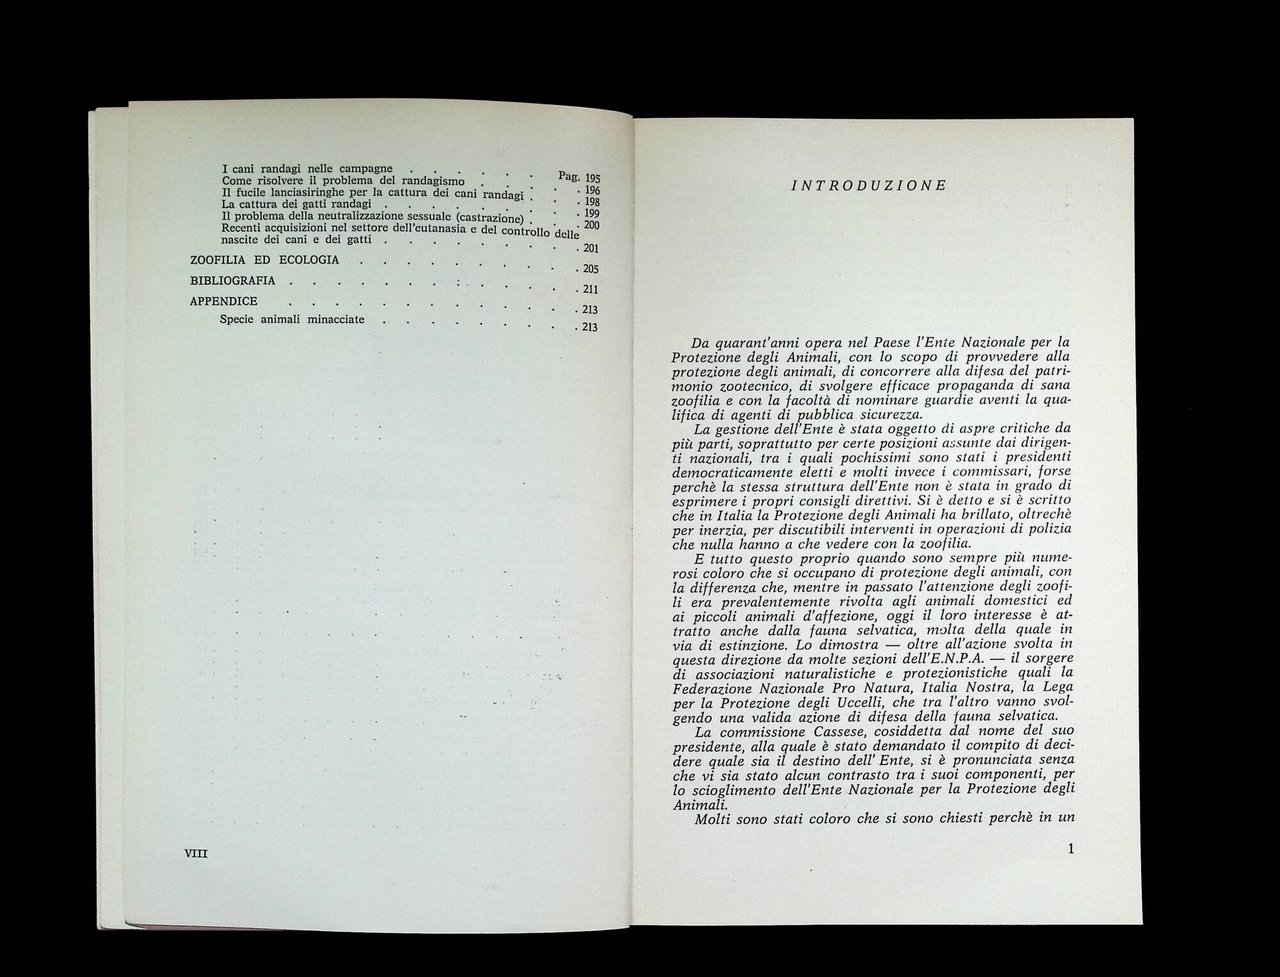 I cani randagi nelle campagne . . . . . . Pag. 195
Come risolvere il problema del randagismo . . . . 196
Il fucile lanciasiringhe per la cattura dei cani randagi . . . 198
La cattura dei gatti randagi . . . . . . . . 199
Il problema della neutralizzazione sessuale (castrazione) . . . 200
Recenti acquisizioni nel settore dell'eutanasia e del controllo delle
nascite dei cani e dei gatti . . . . . . . . . 201
ZOOFILIA ED ECOLOGIA . . . . . . . . . . 205
BIBLIOGRAFIA . . . . . . . . . . . . . 211
APPENDICE . . . . . . . . . . . . . 213
Specie animali minacciate . . . . . . . . . 213
VIII
INTRODUZIONE
Da quarant'anni opera nel Paese l'Ente Nazionale per la
Protezione degli Animali, con lo scopo di provvedere alla
protezione degli animali, di concorrere alla difesa del patri-
monio zootecnico, di svolgere efficace propaganda di sana
zoofilia e con la facoltà di nominare guardie aventi la qua-
lifica di agenti di pubblica sicurezza.
La gestione dell'Ente è stata oggetto di aspre critiche da
più parti, soprattutto per certe posizioni assunte dai dirigen-
ti nazionali, tra i quali pochissimi sono stati i presidenti
democraticamente eletti e molti invece i commissari, forse
perchè la stessa struttura dell'Ente non è stata in grado di
esprimere i propri consigli direttivi. Si è detto e si è scritto
che in Italia la Protezione degli Animali ha brillato, oltrechè
per inerzia, per discutibili interventi in operazioni di polizia
che nulla hanno a che vedere con la zoofilia.
E tutto questo proprio quando sono sempre più nume-
rosi coloro che si occupano di protezione degli animali, con
la differenza che, mentre in passato l'attenzione degli zoofi-
li era prevalentemente rivolta agli animali domestici ed
ai piccoli animali d'affezione, oggi il loro interesse è at-
tratto anche dalla fauna selvatica, molta della quale in
via di estinzione. Lo dimostra — oltre all'azione svolta in
questa direzione da molte sezioni dell'E.N.P.A. — il sorgere
di associazioni naturalistiche e protezionistiche quali la
Federazione Nazionale Pro Natura, Italia Nostra, la Lega
per la Protezione degli Uccelli, che tra l'altro vanno svol-
gendo una valida azione di difesa della fauna selvatica.
La commissione Cassese, cosiddetta dal nome del suo
presidente, alla quale è stato demandato il compito di deci-
dere quale sia il destino dell' Ente, si è pronunciata senza
che vi sia stato alcun contrasto tra i suoi componenti, per
lo scioglimento dell'Ente Nazionale per la Protezione degli
Animali.
Molti sono stati coloro che si sono chiesti perchè in un
1